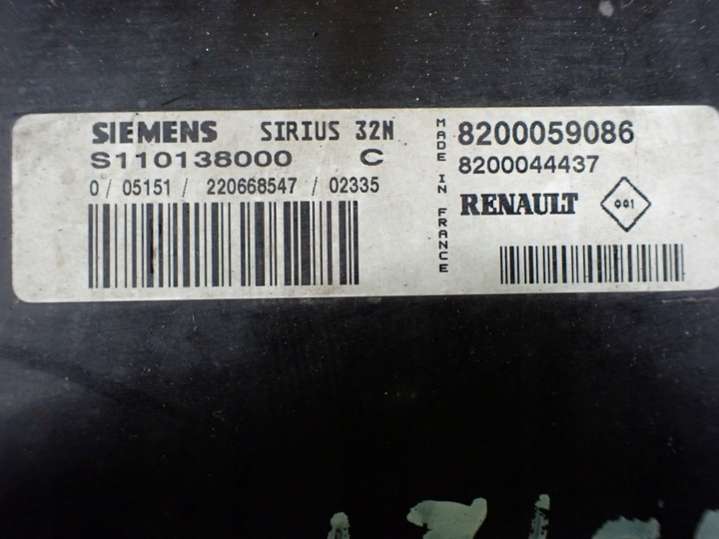 SIEMENS SIRIUS 32N
S110138000 C
0 / 05151 / 220668547 / 02335
MADE IN FRANCE
8200059086
8200044437
RENAULT 001